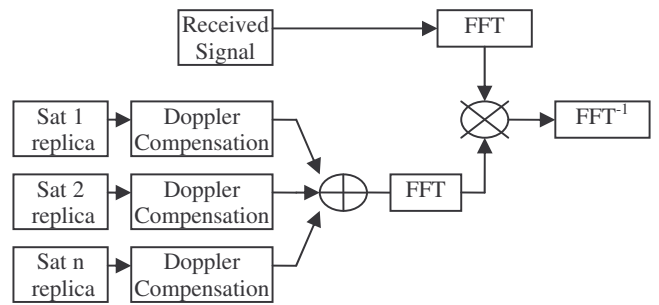 Received
Signal
FFT
Sat 1
replica
Doppler
Compensation
FFT⁻¹
Sat 2
replica
Doppler
Compensation
FFT
Sat n
replica
Doppler
Compensation